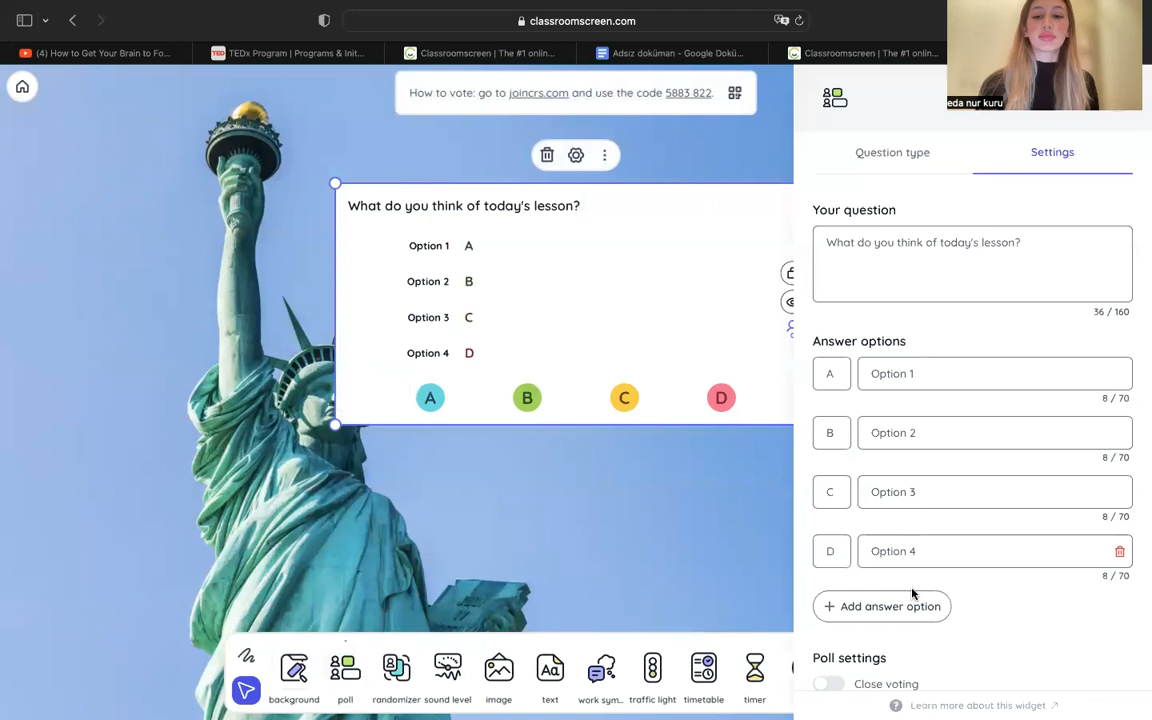 classroomscreen.com
(4) How to Get Your Brain to Fo...
TEDx Program | Programs & Init...
Classroomscreen | The #1 onlin...
Adsız doküman - Google Dokü...
Classroomscreen | The #1 onlin...
eda nur kuru
How to vote: go to joincrs.com and use the code 5883 822.
Question type
Settings
What do you think of today's lesson?
Option 1 A
Option 2 B
Option 3 C
Option 4 D
A B C D
Your question
What do you think of today's lesson?
36 / 160
Answer options
A Option 1
8 / 70
B Option 2
8 / 70
C Option 3
8 / 70
D Option 4
8 / 70
+ Add answer option
Poll settings
Close voting
? Learn more about this widget ↗
background
poll
randomizer
sound level
image
Aa
text
work sym...
traffic light
timetable
timer